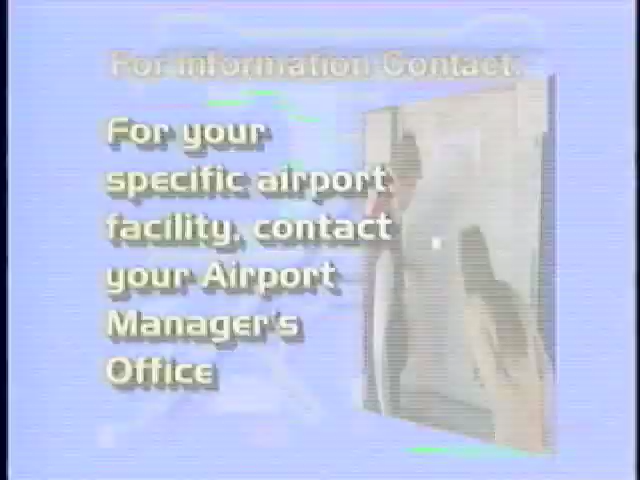 For Information Contact:
For your
specific airport
facility, contact
your Airport
Manager's
Office